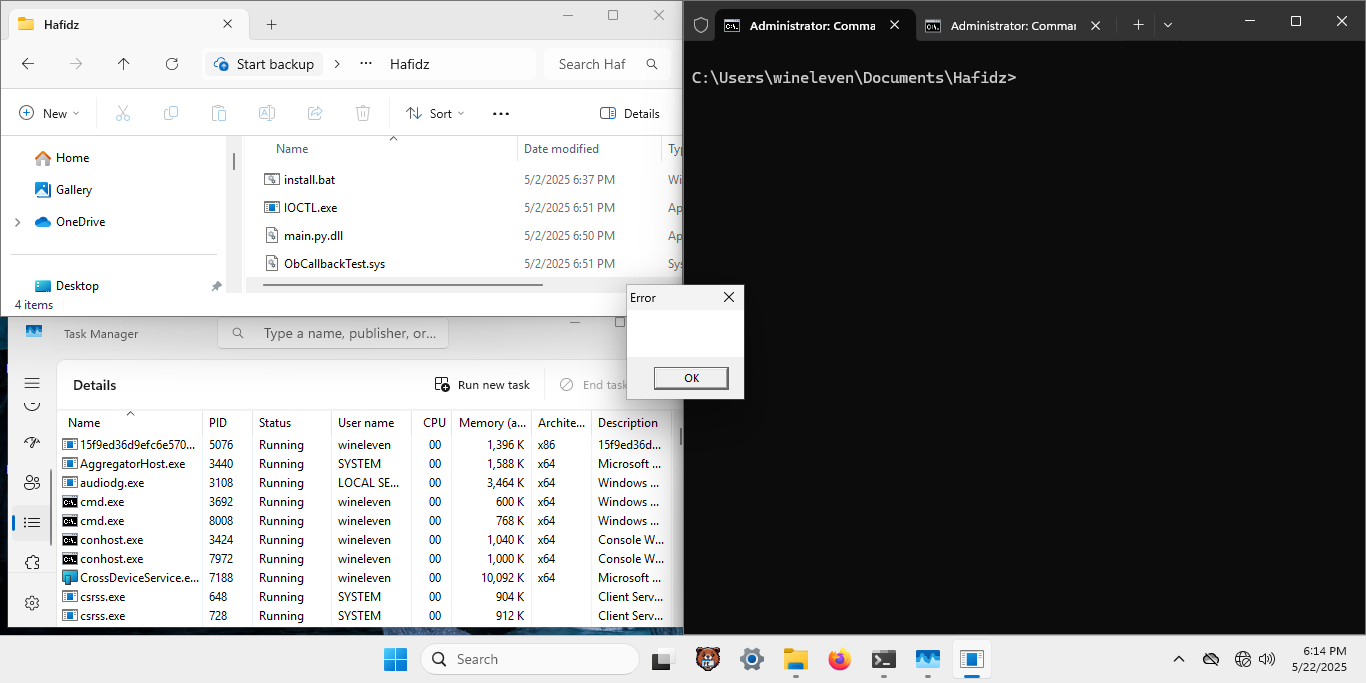 Hafidz
Start backup
Hafidz
Search Haf
New
Sort
Details
Home
Gallery
OneDrive
Desktop
4 items
Name
Date modified
Ty
install.bat 5/2/2025 6:37 PM Wi
IOCTL.exe 5/2/2025 6:51 PM Ap
main.py.dll 5/2/2025 6:50 PM Ap
ObCallbackTest.sys 5/2/2025 6:51 PM Sys
Administrator: Comma
Administrator: Comman
C:\Users\wineleven\Documents\Hafidz>
Error
OK
Task Manager
Type a name, publisher, or...
Details
Run new task
End task
Name PID Status User name CPU Memory (a... Archite... Description
15f9ed36d9efc6e570... 5076 Running wineleven 00 1,396 K x86 15f9ed36d...
AggregatorHost.exe 3440 Running SYSTEM 00 1,588 K x64 Microsoft ...
audiodg.exe 3108 Running LOCAL SE... 00 3,464 K x64 Windows ...
cmd.exe 3692 Running wineleven 00 600 K x64 Windows ...
cmd.exe 8008 Running wineleven 00 768 K x64 Windows ...
conhost.exe 3424 Running wineleven 00 1,040 K x64 Console W...
conhost.exe 7972 Running wineleven 00 1,000 K x64 Console W...
CrossDeviceService.e... 7188 Running wineleven 00 10,092 K x64 Microsoft ...
csrss.exe 648 Running SYSTEM 00 904 K Client Serv...
csrss.exe 728 Running SYSTEM 00 912 K Client Serv...
Search
6:14 PM
5/22/2025